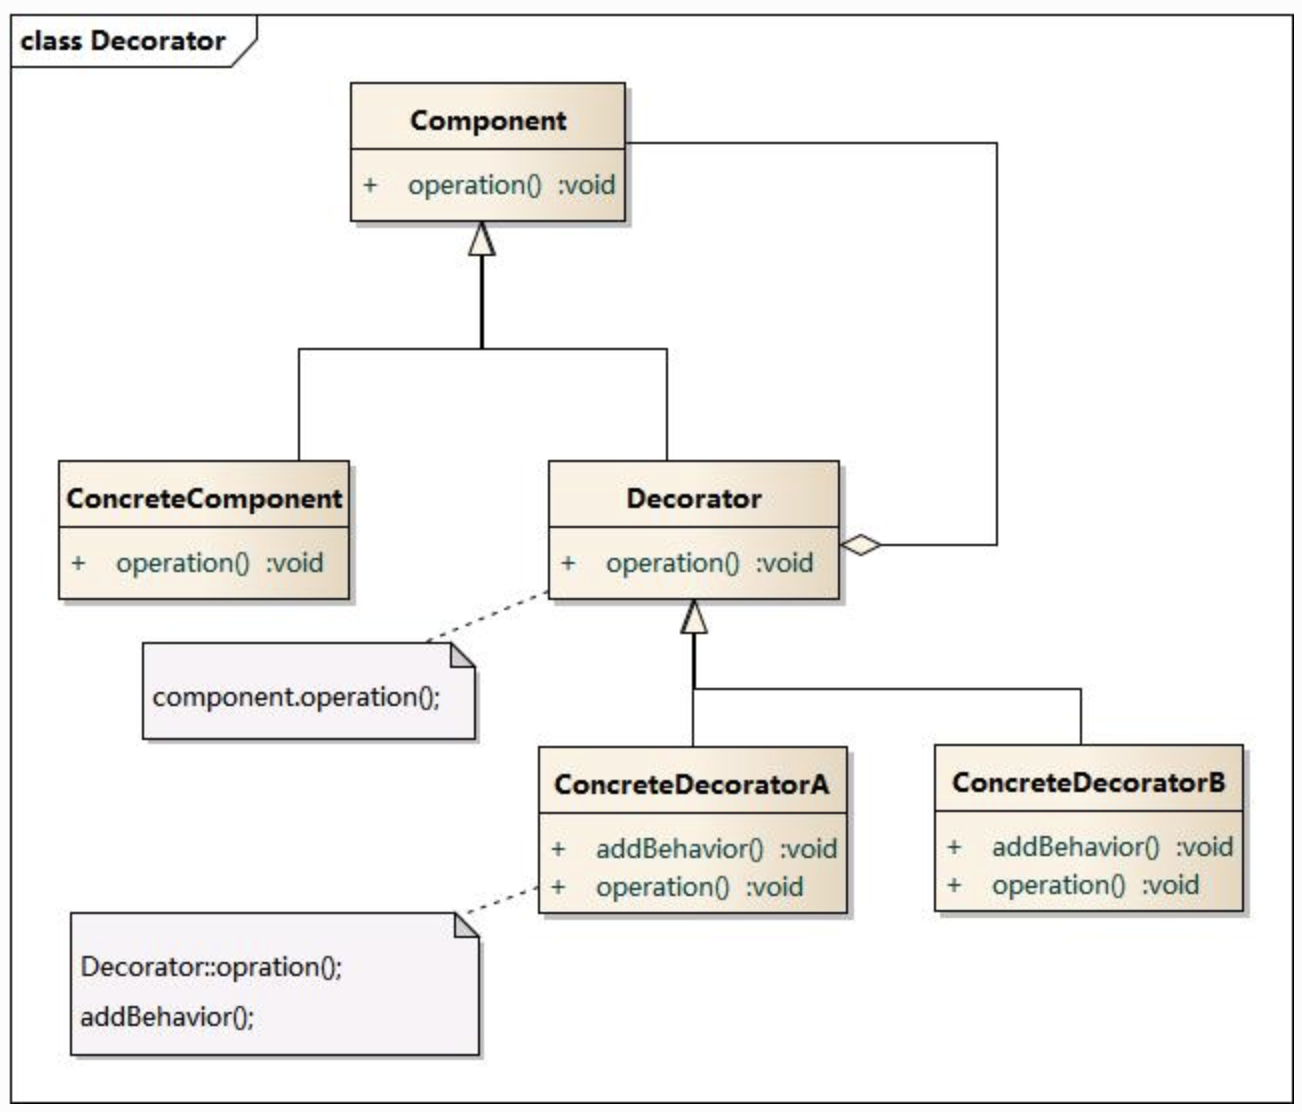 class Decorator
Component
+ operation() :void
ConcreteComponent
+ operation() :void
Decorator
+ operation() :void
component.operation();
ConcreteDecoratorA
+ addBehavior() :void
+ operation() :void
ConcreteDecoratorB
+ addBehavior() :void
+ operation() :void
Decorator::opration();
addBehavior();